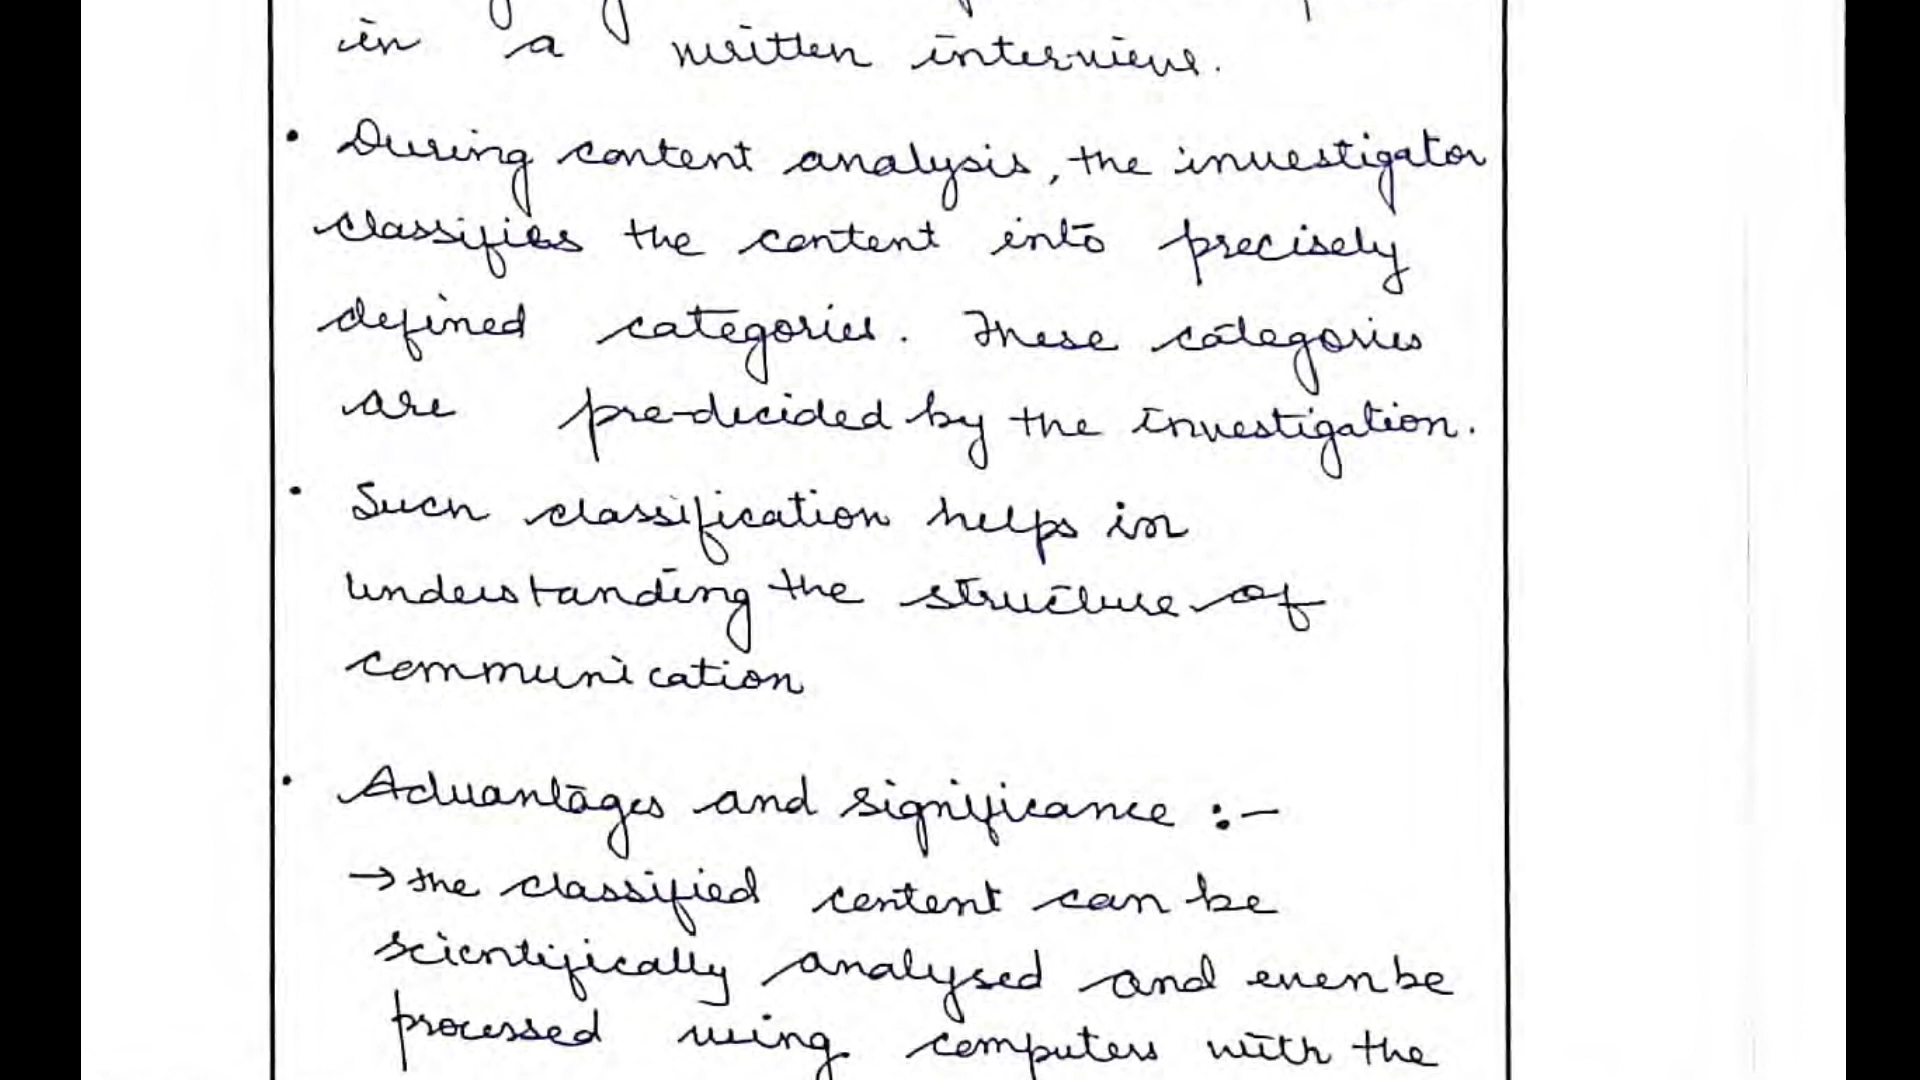 in a written interview.
• During content analysis, the investigator
classifies the content into precisely
defined categories. These categories
are pre-decided by the investigation.
• Such classification helps in
understanding the structure of
communication
• Advantages and significance :-
→ the classified content can be
scientifically analysed and even be
processed using computers with the